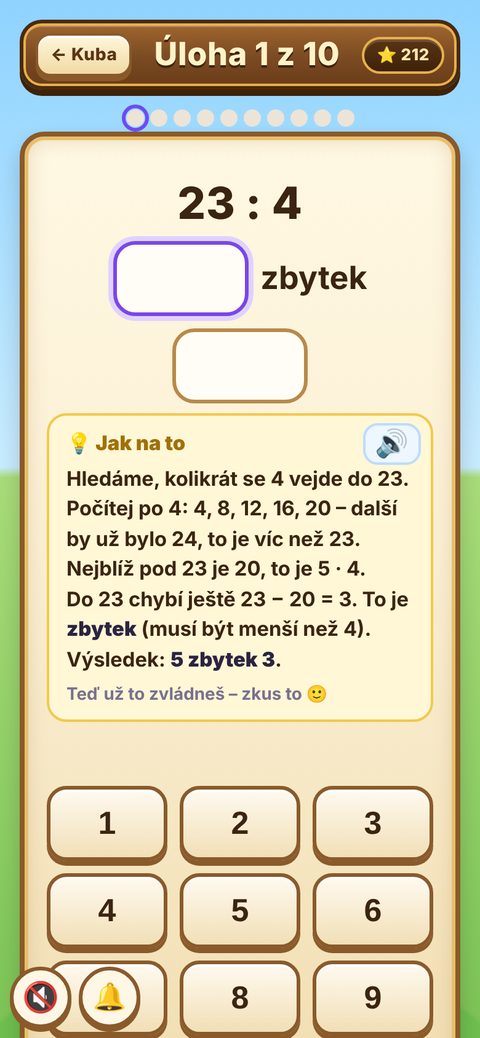 ← Kuba
Úloha 1 z 10
⭐ 212
23 : 4
zbytek
💡 Jak na to
Hledáme, kolikrát se 4 vejde do 23.
Počítej po 4: 4, 8, 12, 16, 20 – další
by už bylo 24, to je víc než 23.
Nejblíž pod 23 je 20, to je 5 · 4.
Do 23 chybí ještě 23 − 20 = 3. To je
zbytek (musí být menší než 4).
Výsledek: 5 zbytek 3.
Teď už to zvládneš – zkus to 🙂
1 2 3
4 5 6
8 9